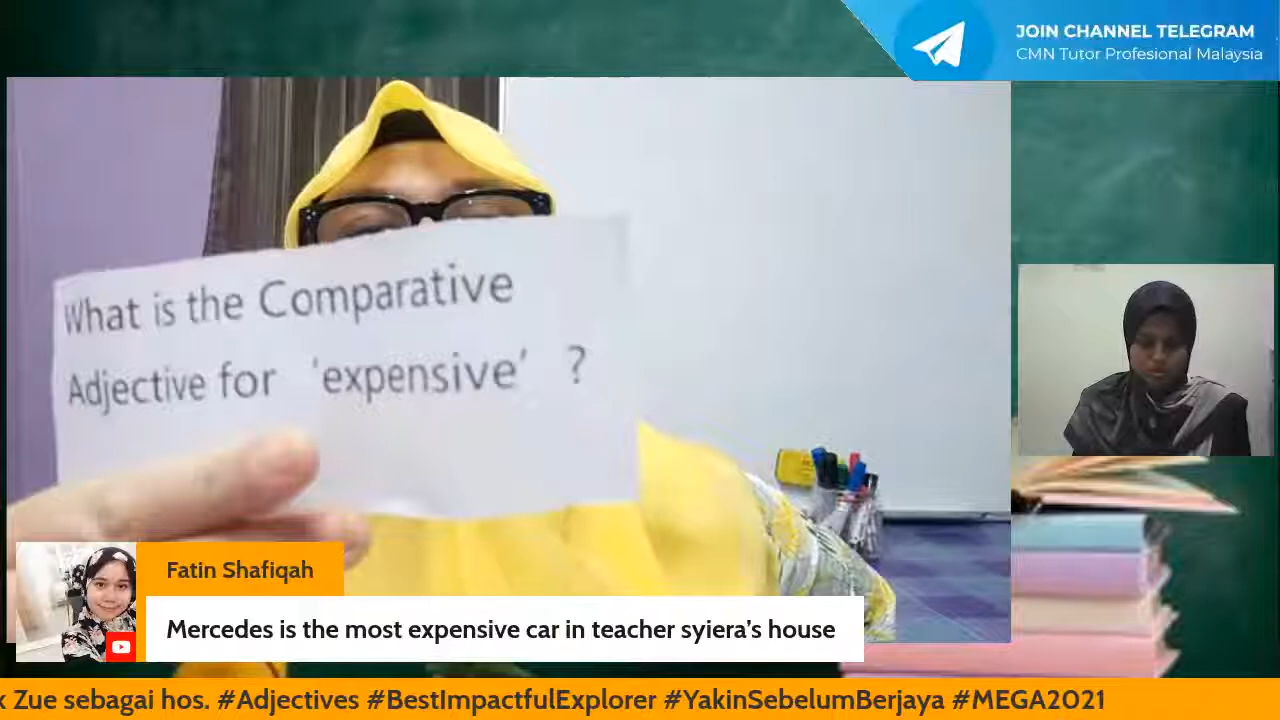 JOIN CHANNEL TELEGRAM
CMN Tutor Profesional Malaysia
What is the Comparative
Adjective for 'expensive' ?
Fatin Shafiqah
Mercedes is the most expensive car in teacher syiera's house
Zue sebagai hos. #Adjectives #BestImpactfulExplorer #YakinSebelumBerjaya #MEGA2021